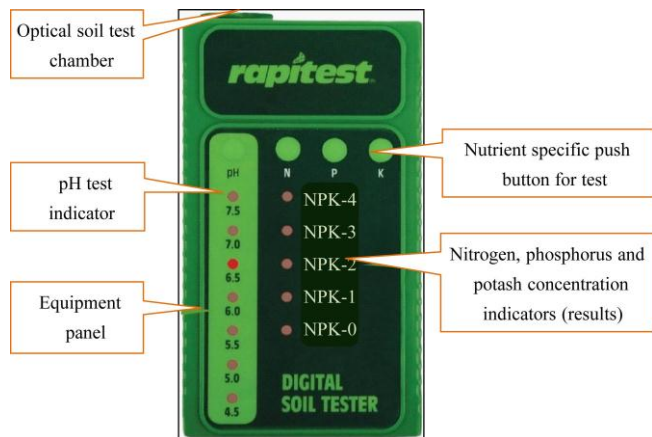 Optical soil test
chamber
rapitest
pH
N P K
Nutrient specific push
button for test
pH test
indicator
7.5
7.0
6.5
6.0
5.5
5.0
4.5
NPK-4
NPK-3
NPK-2
NPK-1
NPK-0
Nitrogen, phosphorus and
potash concentration
indicators (results)
Equipment
panel
DIGITAL
SOIL TESTER